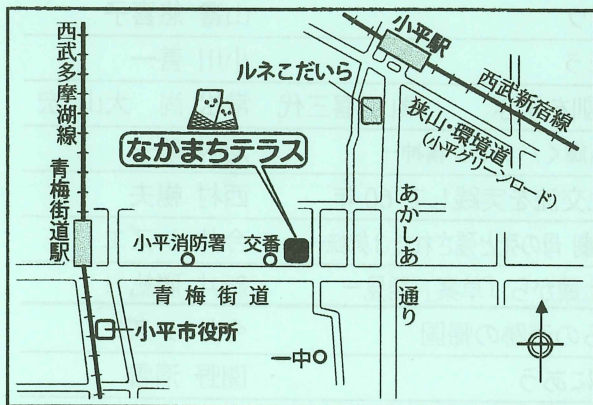 西武多摩湖線
青梅街道駅
小平駅
西武新宿線
ルネこだいら
狭山・環境道
(小平グリーンロード)
なかまちテラス
小平消防署
交番
あかしあ通り
青梅街道
小平市役所
一中